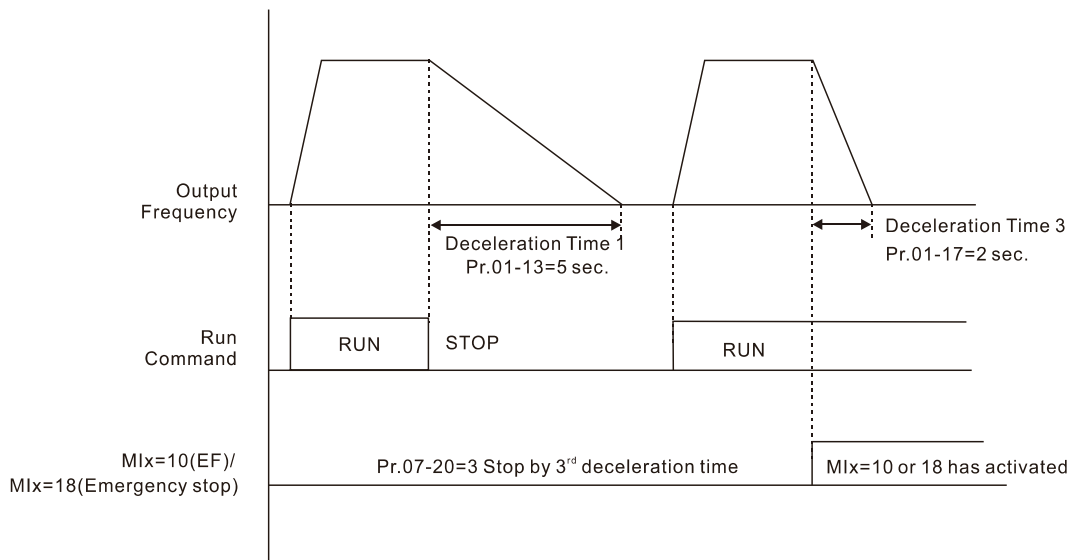 Output
Frequency
Deceleration Time 1
Pr.01-13=5 sec.
Deceleration Time 3
Pr.01-17=2 sec.
Run
Command
RUN
STOP
RUN
MIx=10(EF)/
MIx=18(Emergency stop)
Pr.07-20=3 Stop by 3rd deceleration time
MIx=10 or 18 has activated